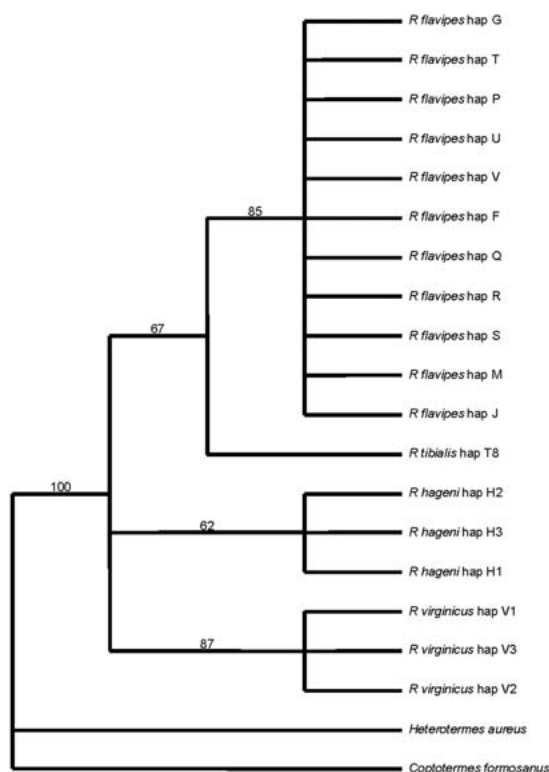 R flavipes hap G
R flavipes hap T
R flavipes hap P
R flavipes hap U
R flavipes hap V
85
R flavipes hap F
R flavipes hap Q
R flavipes hap R
R flavipes hap S
67
R flavipes hap M
R flavipes hap J
R tibialis hap T8
100
R hageni hap H2
62
R hageni hap H3
R hageni hap H1
R virginicus hap V1
87
R virginicus hap V3
R virginicus hap V2
Heterotermes aureus
Coptotermes formosanus